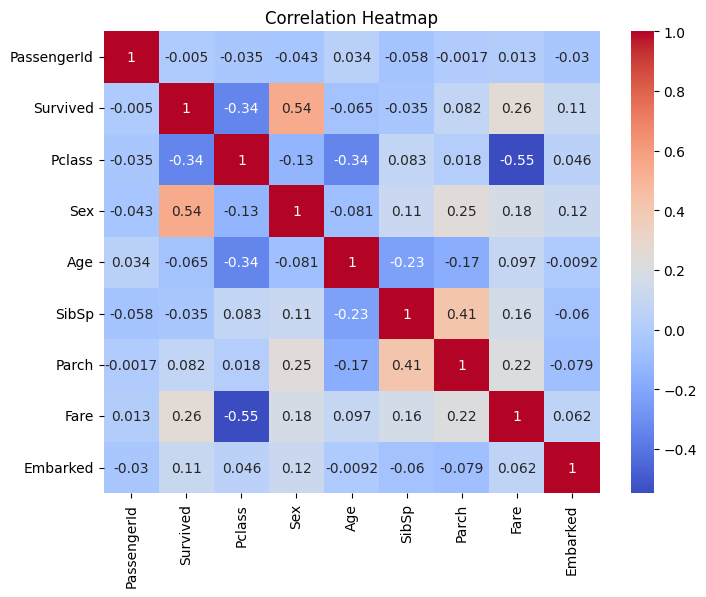 Correlation Heatmap
PassengerId 1 -0.005 -0.035 -0.043 0.034 -0.058 -0.0017 0.013 -0.03
Survived -0.005 1 -0.34 0.54 -0.065 -0.035 0.082 0.26 0.11
Pclass -0.035 -0.34 1 -0.13 -0.34 0.083 0.018 -0.55 0.046
Sex -0.043 0.54 -0.13 1 -0.081 0.11 0.25 0.18 0.12
Age 0.034 -0.065 -0.34 -0.081 1 -0.23 -0.17 0.097 -0.0092
SibSp -0.058 -0.035 0.083 0.11 -0.23 1 0.41 0.16 -0.06
Parch -0.0017 0.082 0.018 0.25 -0.17 0.41 1 0.22 -0.079
Fare 0.013 0.26 -0.55 0.18 0.097 0.16 0.22 1 0.062
Embarked -0.03 0.11 0.046 0.12 -0.0092 -0.06 -0.079 0.062 1
PassengerId Survived Pclass Sex Age SibSp Parch Fare Embarked
1.0
0.8
0.6
0.4
0.2
0.0
−0.2
−0.4